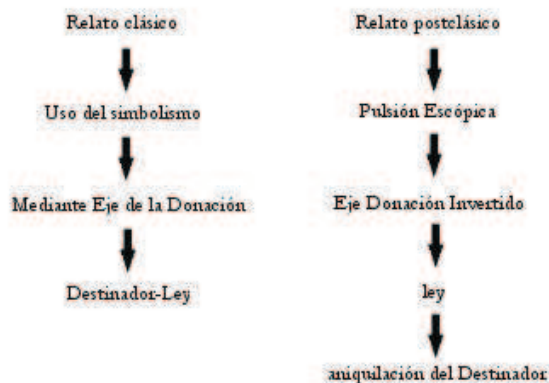 Relato clásico
Uso del simbolismo
Mediante Eje de la Donación
Destinador-Ley
Relato postclásico
Pulsión Escópica
Eje Donación Invertido
ley
aniquilación del Destinador